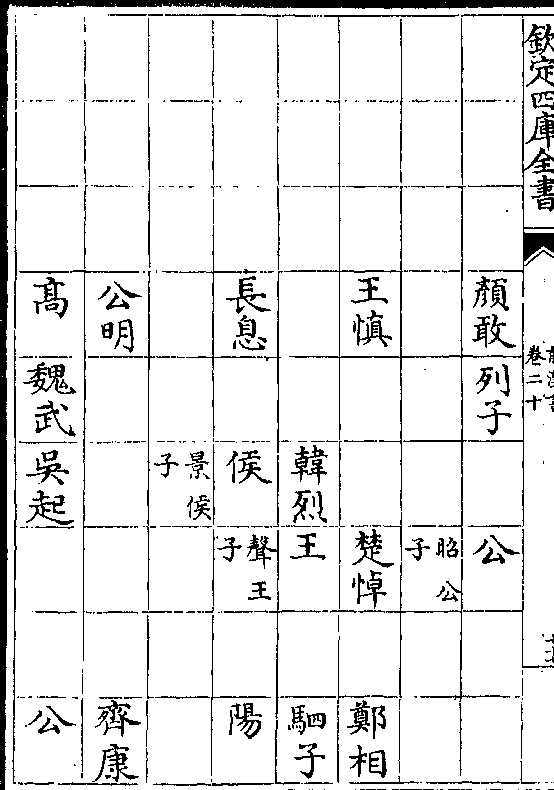 欽定四庫全書
卷二十
顔敢 列子 公
昭公子
王慎 楚悼 鄭相
韓烈 王 駟子
長息 侯 聲王子 陽
景侯子
公明 齊康
髙 魏武 吳起 公